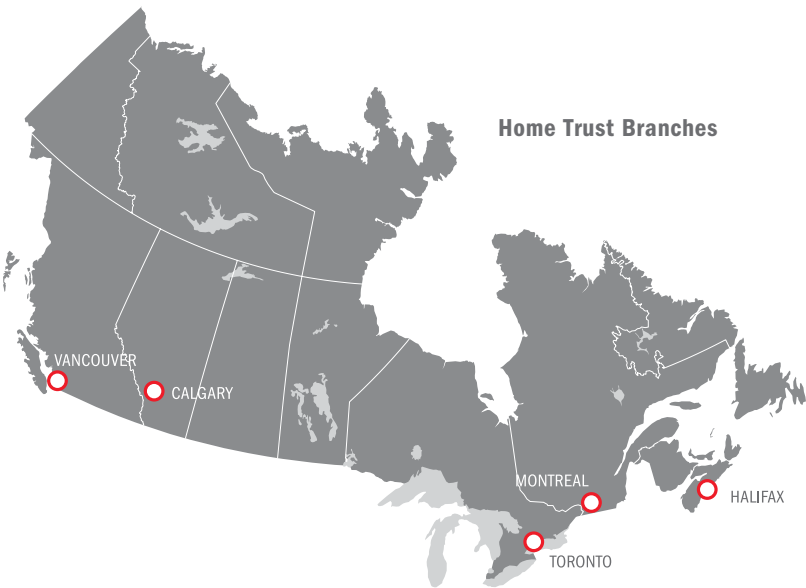 Home Trust Branches
VANCOUVER
CALGARY
MONTREAL
HALIFAX
TORONTO